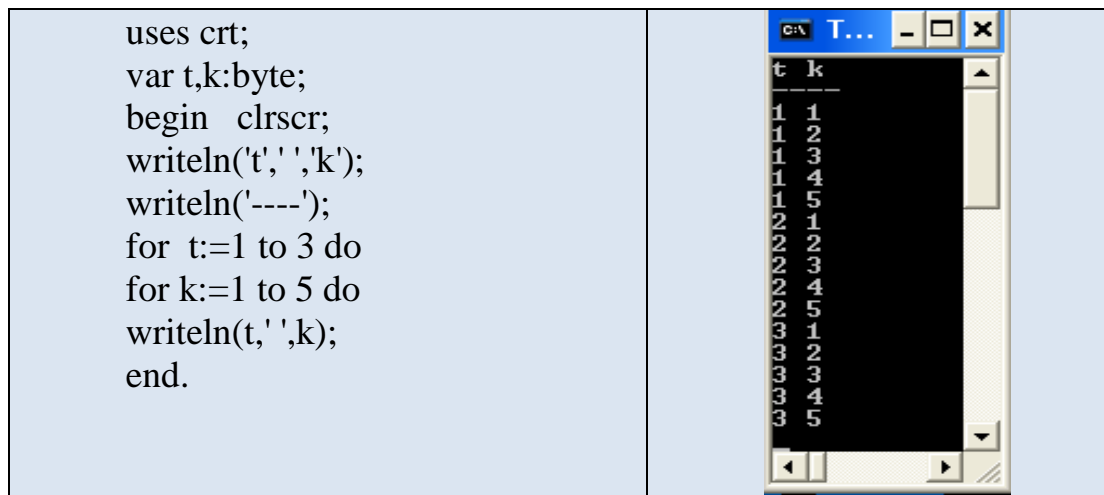 uses crt;
var t,k:byte;
begin   clrscr;
writeln('t',' ','k');
writeln('----');
for  t:=1 to 3 do
for k:=1 to 5 do
writeln(t,' ',k);
end.
C:\ T...
t k
----
1 1
1 2
1 3
1 4
1 5
2 1
2 2
2 3
2 4
2 5
3 1
3 2
3 3
3 4
3 5